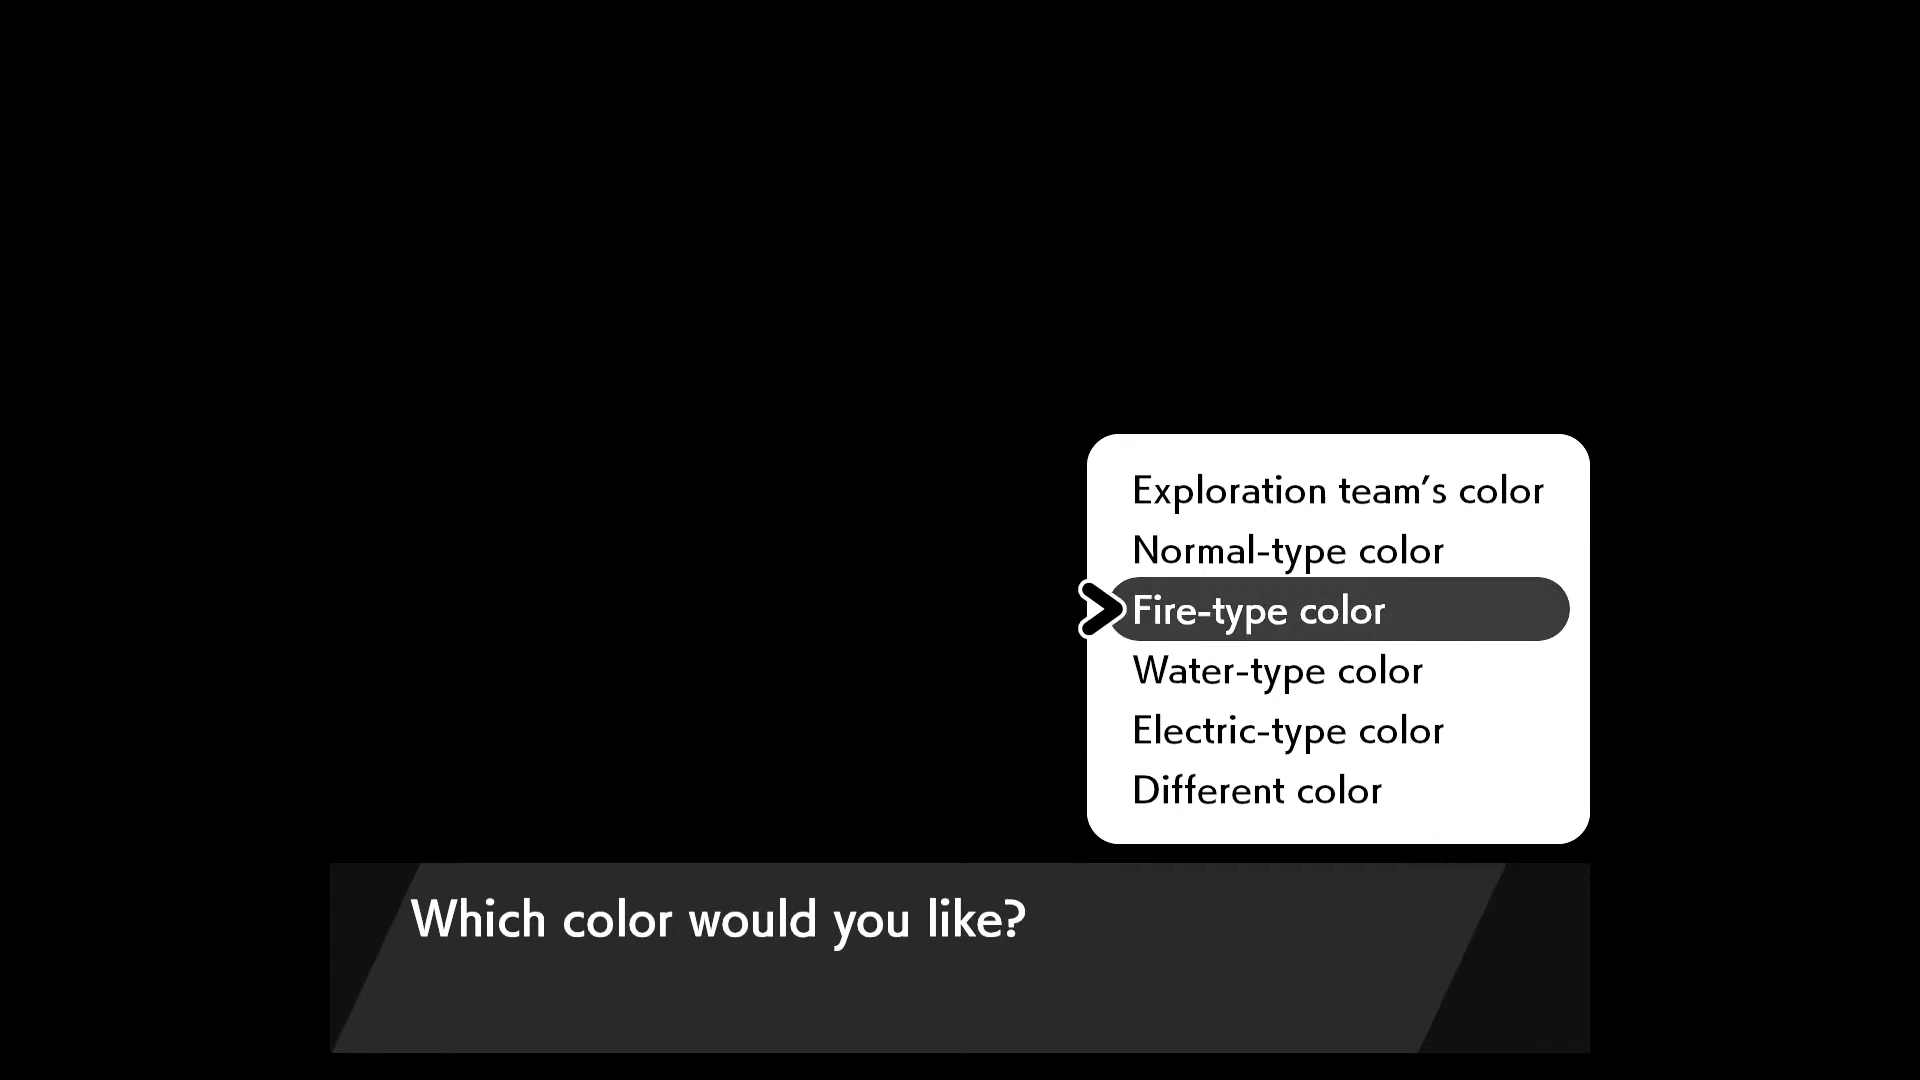 Exploration team's color
Normal-type color
Fire-type color
Water-type color
Electric-type color
Different color
Which color would you like?